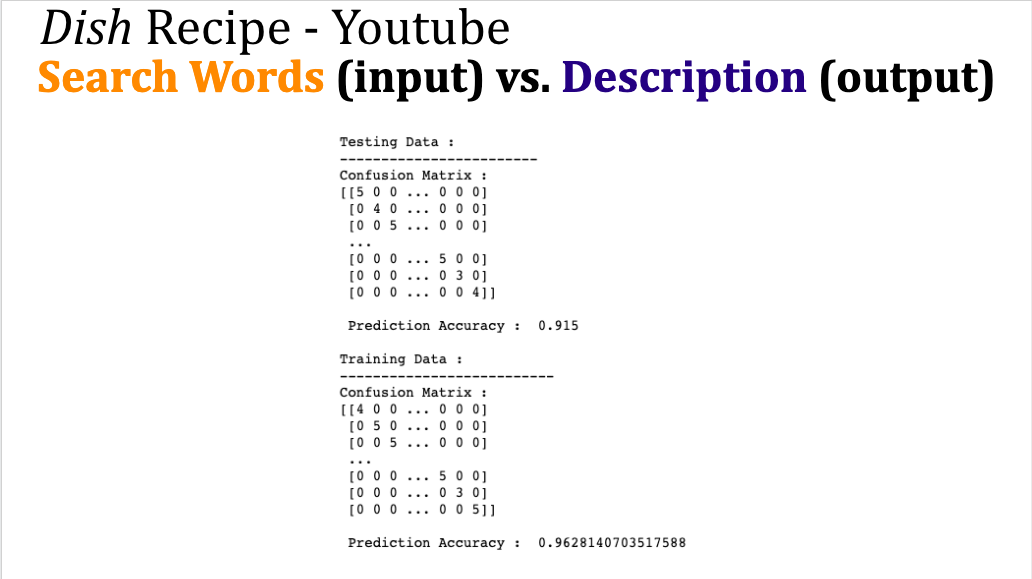 Dish Recipe - Youtube
Search Words (input) vs. Description (output)
Testing Data :
------------------------
Confusion Matrix :
[[5 0 0 ... 0 0 0]
[0 4 0 ... 0 0 0]
[0 0 5 ... 0 0 0]
...
[0 0 0 ... 5 0 0]
[0 0 0 ... 0 3 0]
[0 0 0 ... 0 0 4]]
Prediction Accuracy :  0.915
Training Data :
--------------------------
Confusion Matrix :
[[4 0 0 ... 0 0 0]
[0 5 0 ... 0 0 0]
[0 0 5 ... 0 0 0]
...
[0 0 0 ... 5 0 0]
[0 0 0 ... 0 3 0]
[0 0 0 ... 0 0 5]]
Prediction Accuracy :  0.9628140703517588